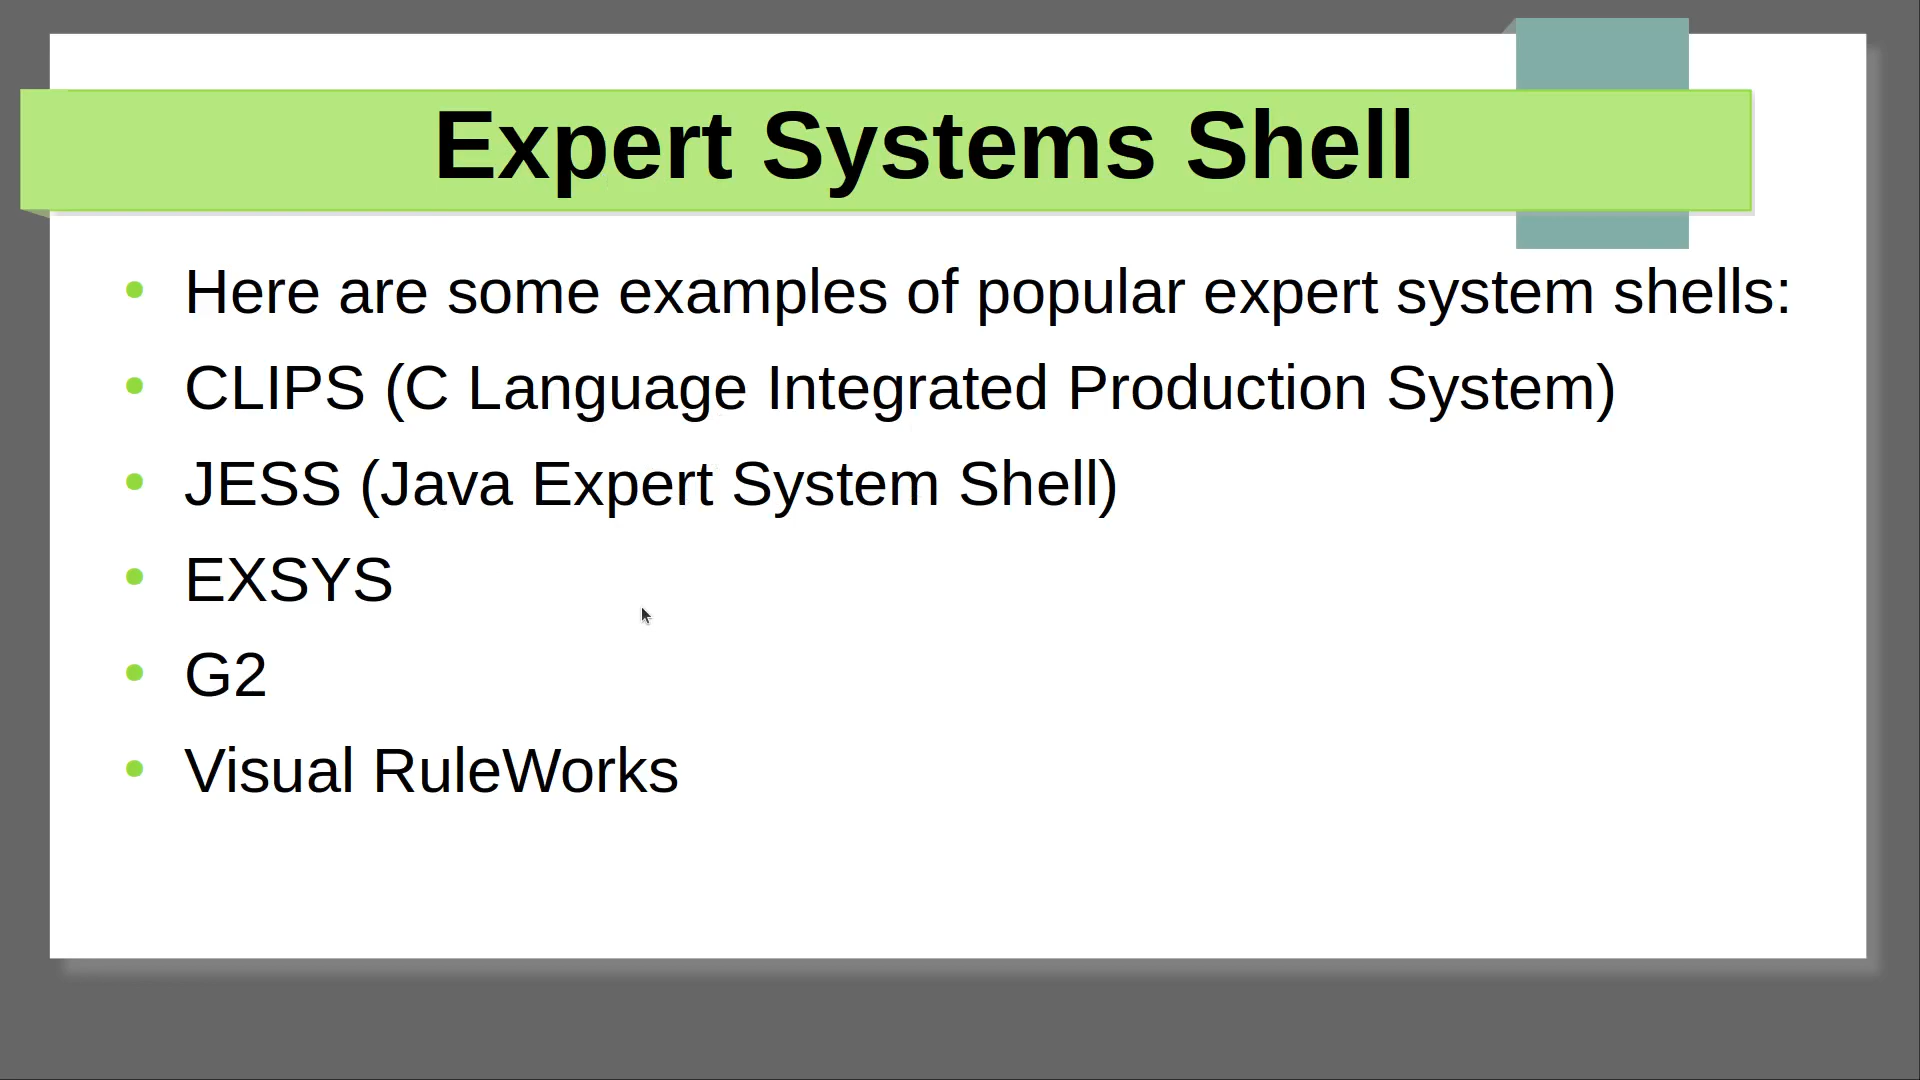 Expert Systems Shell
• Here are some examples of popular expert system shells:
• CLIPS (C Language Integrated Production System)
• JESS (Java Expert System Shell)
• EXSYS
• G2
• Visual RuleWorks